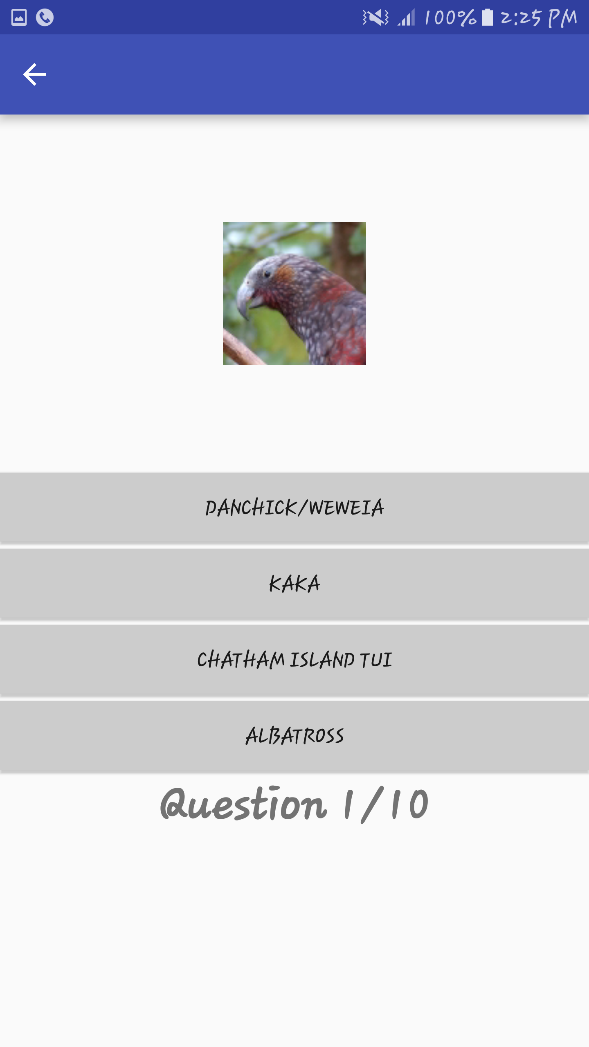 100% 2:25 PM
DANCHICK/WEWEIA
KAKA
CHATHAM ISLAND TUI
ALBATROSS
Question 1/10